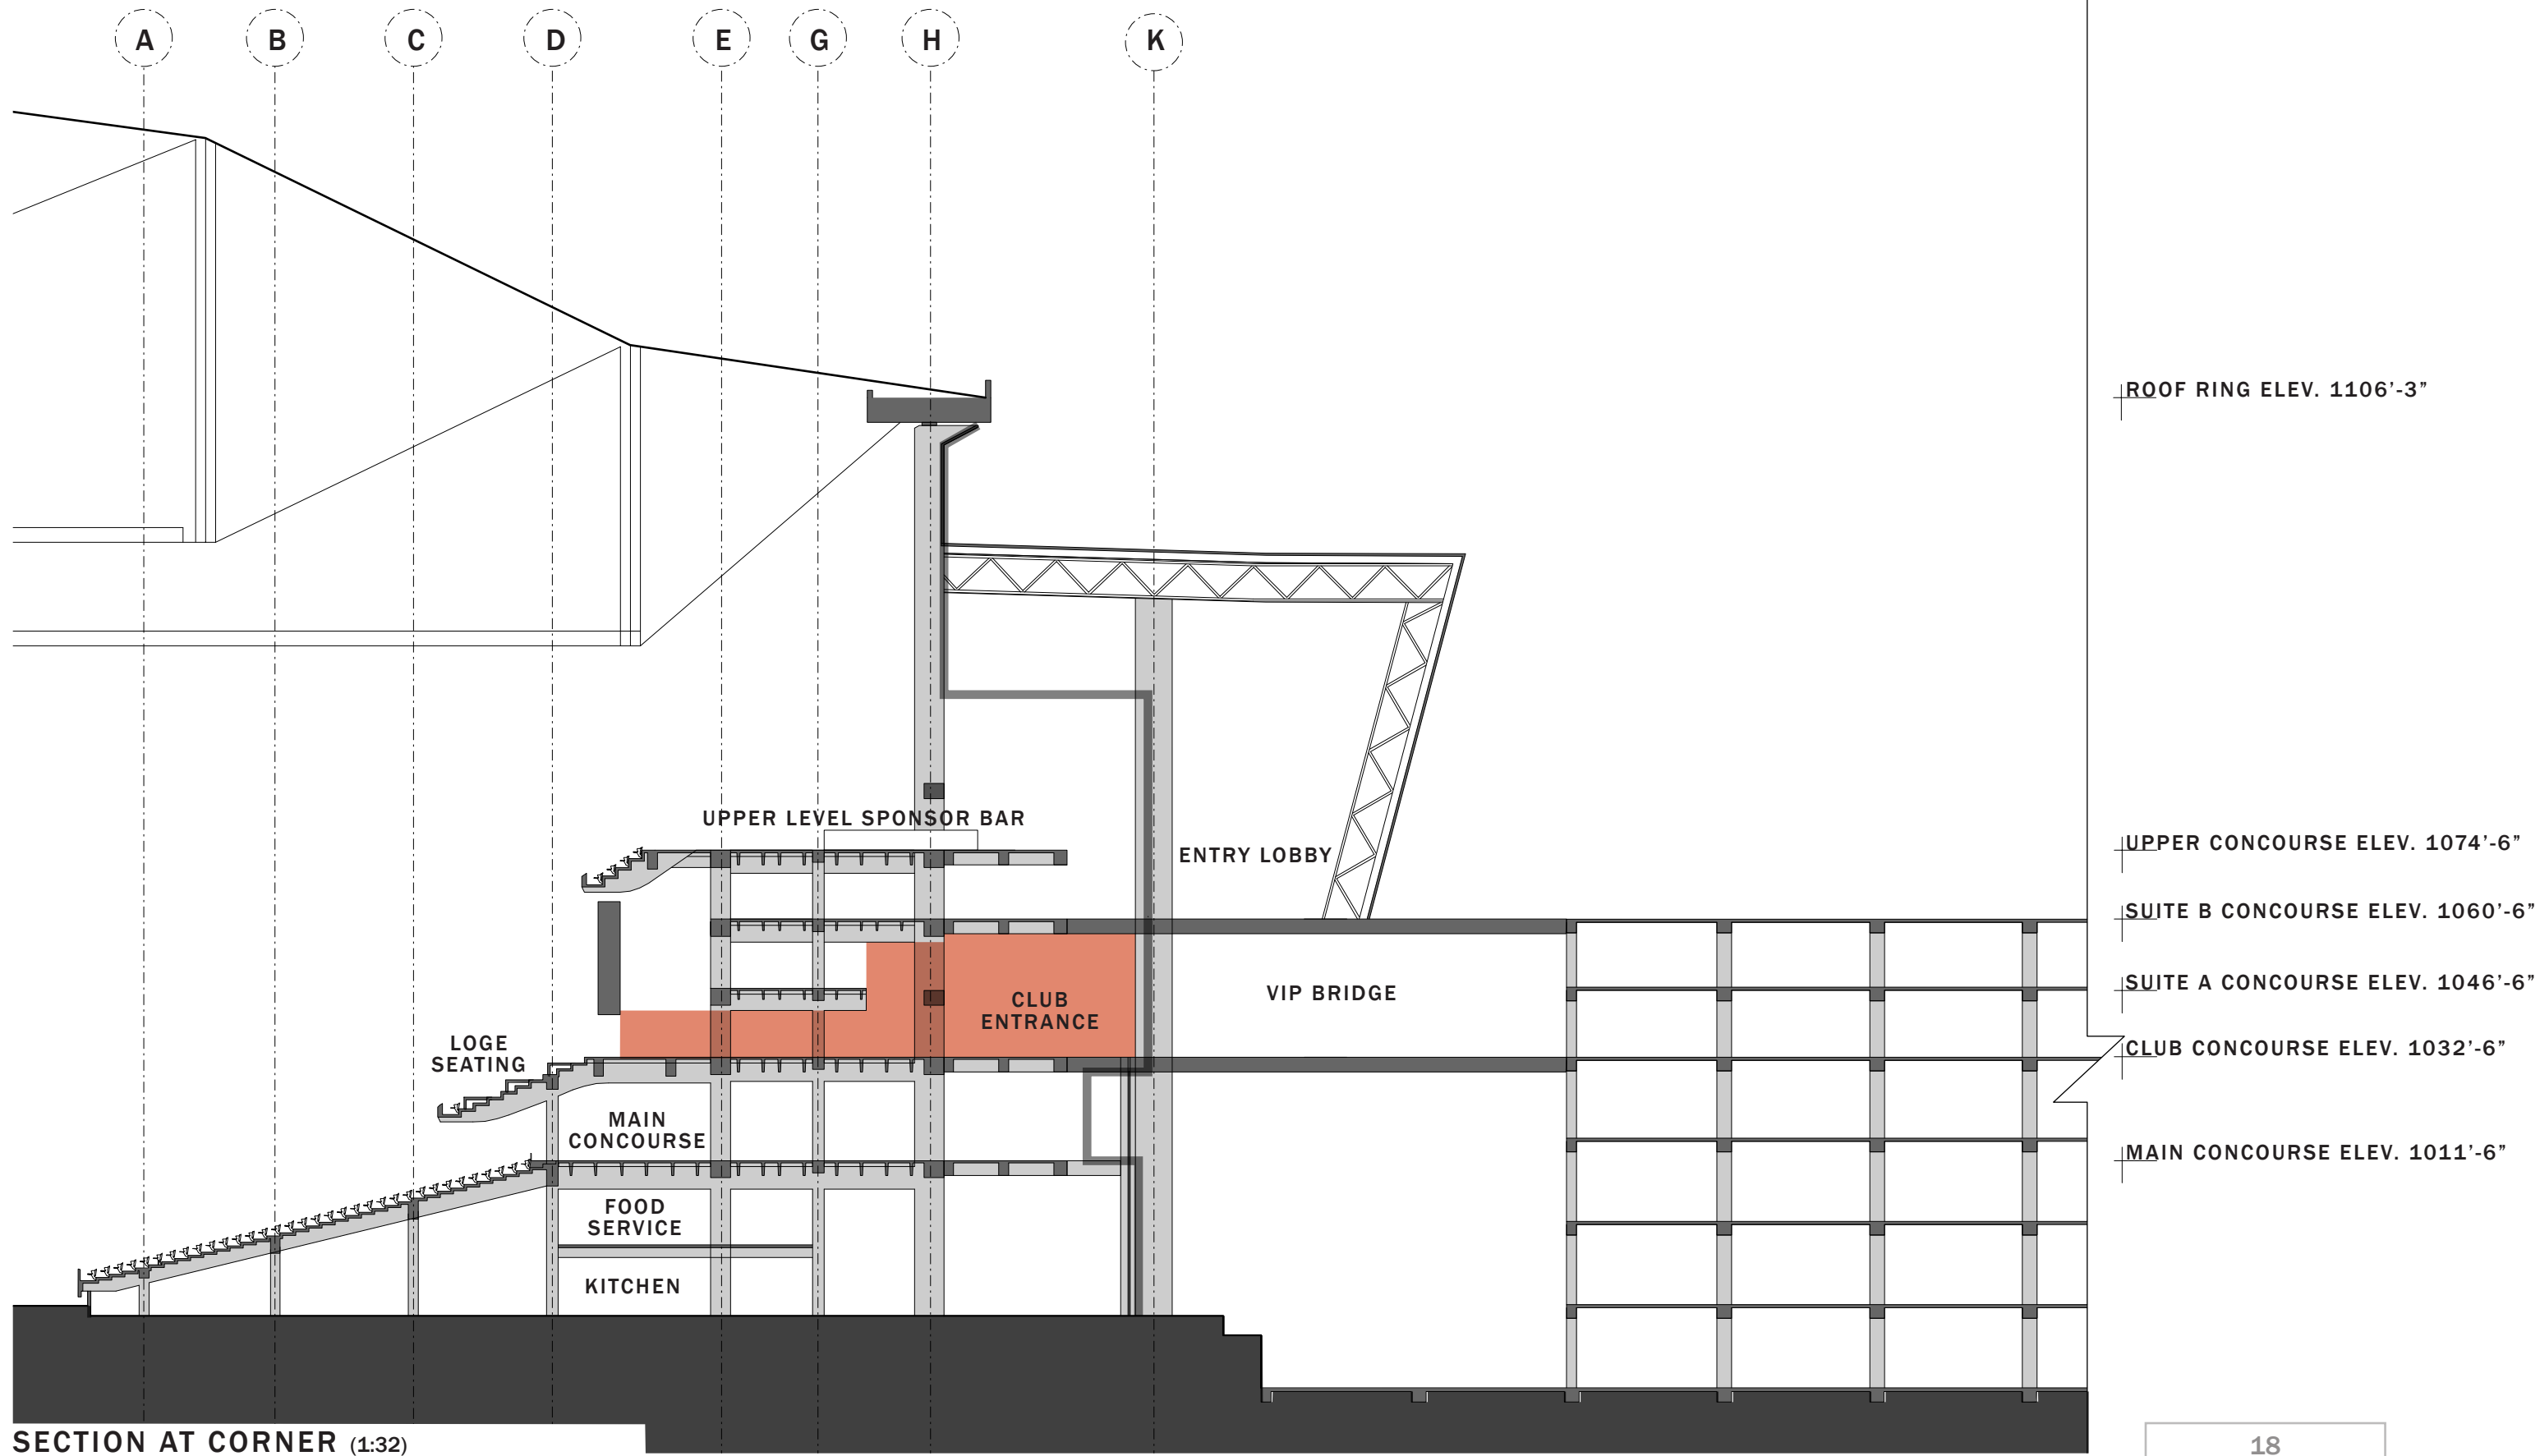 A B C D E G H K
ROOF RING ELEV. 1106'-3”
UPPER LEVEL SPONSOR BAR
UPPER CONCOURSE ELEV. 1074'-6”
ENTRY LOBBY
SUITE B CONCOURSE ELEV. 1060'-6”
SUITE A CONCOURSE ELEV. 1046'-6”
CLUB
ENTRANCE
VIP BRIDGE
LOGE
SEATING
CLUB CONCOURSE ELEV. 1032'-6”
MAIN
CONCOURSE
MAIN CONCOURSE ELEV. 1011'-6”
FOOD
SERVICE
KITCHEN
SECTION AT CORNER (1:32)
18